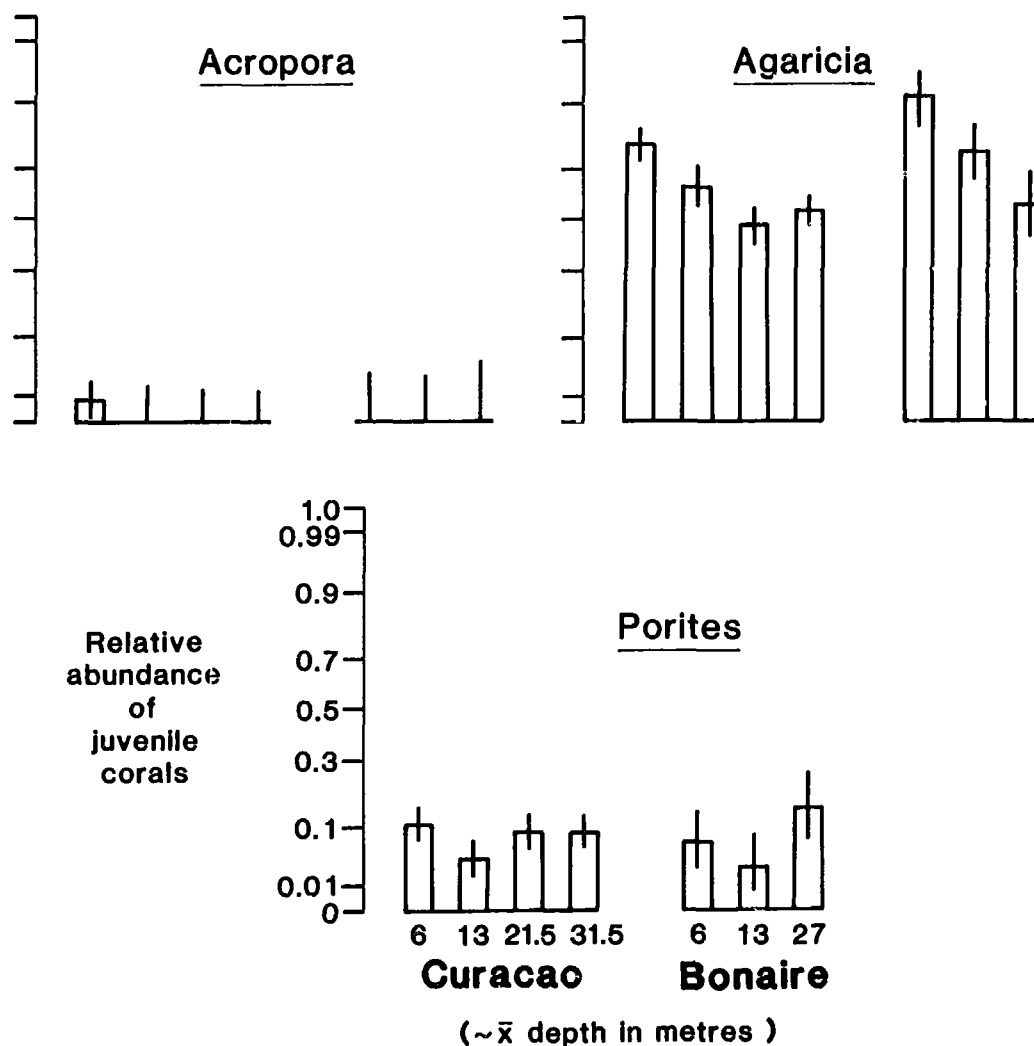 Acropora
Agaricia
Porites
1.0
0.99
0.9
0.7
0.5
0.3
0.1
0.01
0
Relative
abundance
of
juvenile
corals
6 13 21.5 31.5 6 13 27
Curacao Bonaire
(~x̄ depth in metres )